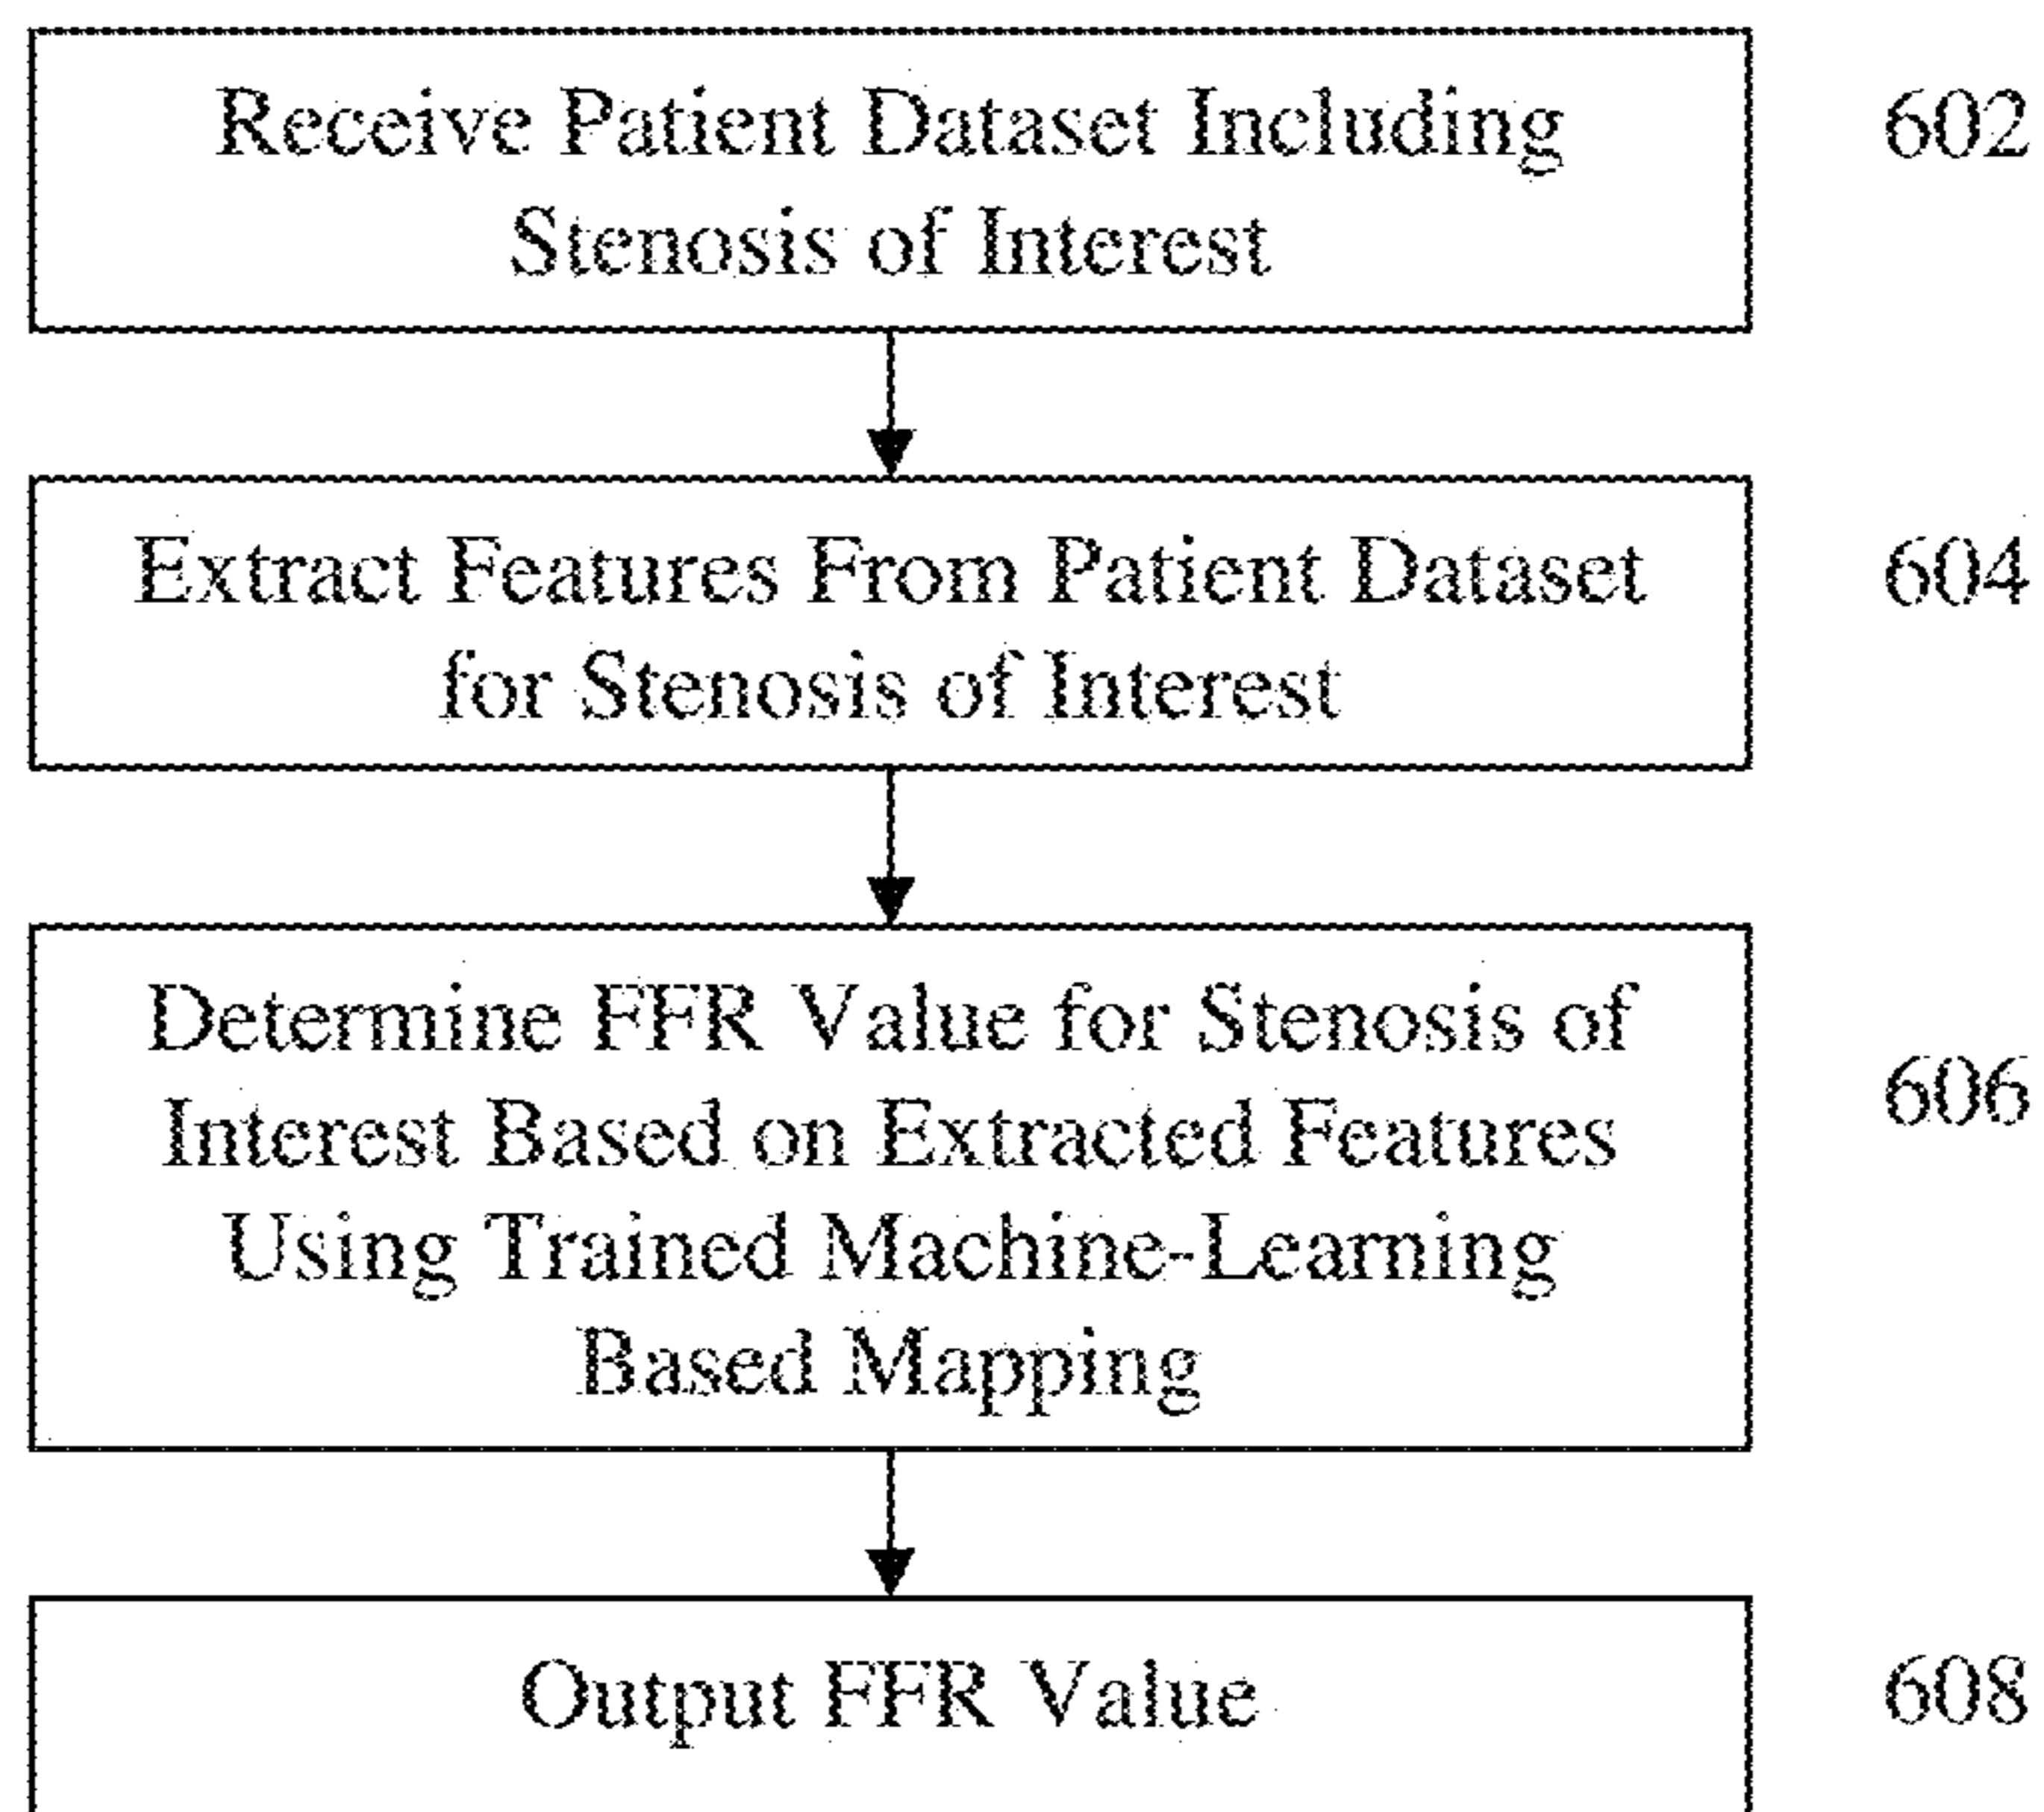 Receive Patient Dataset Including
Stenosis of Interest
602
Extract Features From Patient Dataset
for Stenosis of Interest
604
Determine FFR Value for Stenosis of
Interest Based on Extracted Features
Using Trained Machine-Learning
Based Mapping
606
Output FFR Value
608